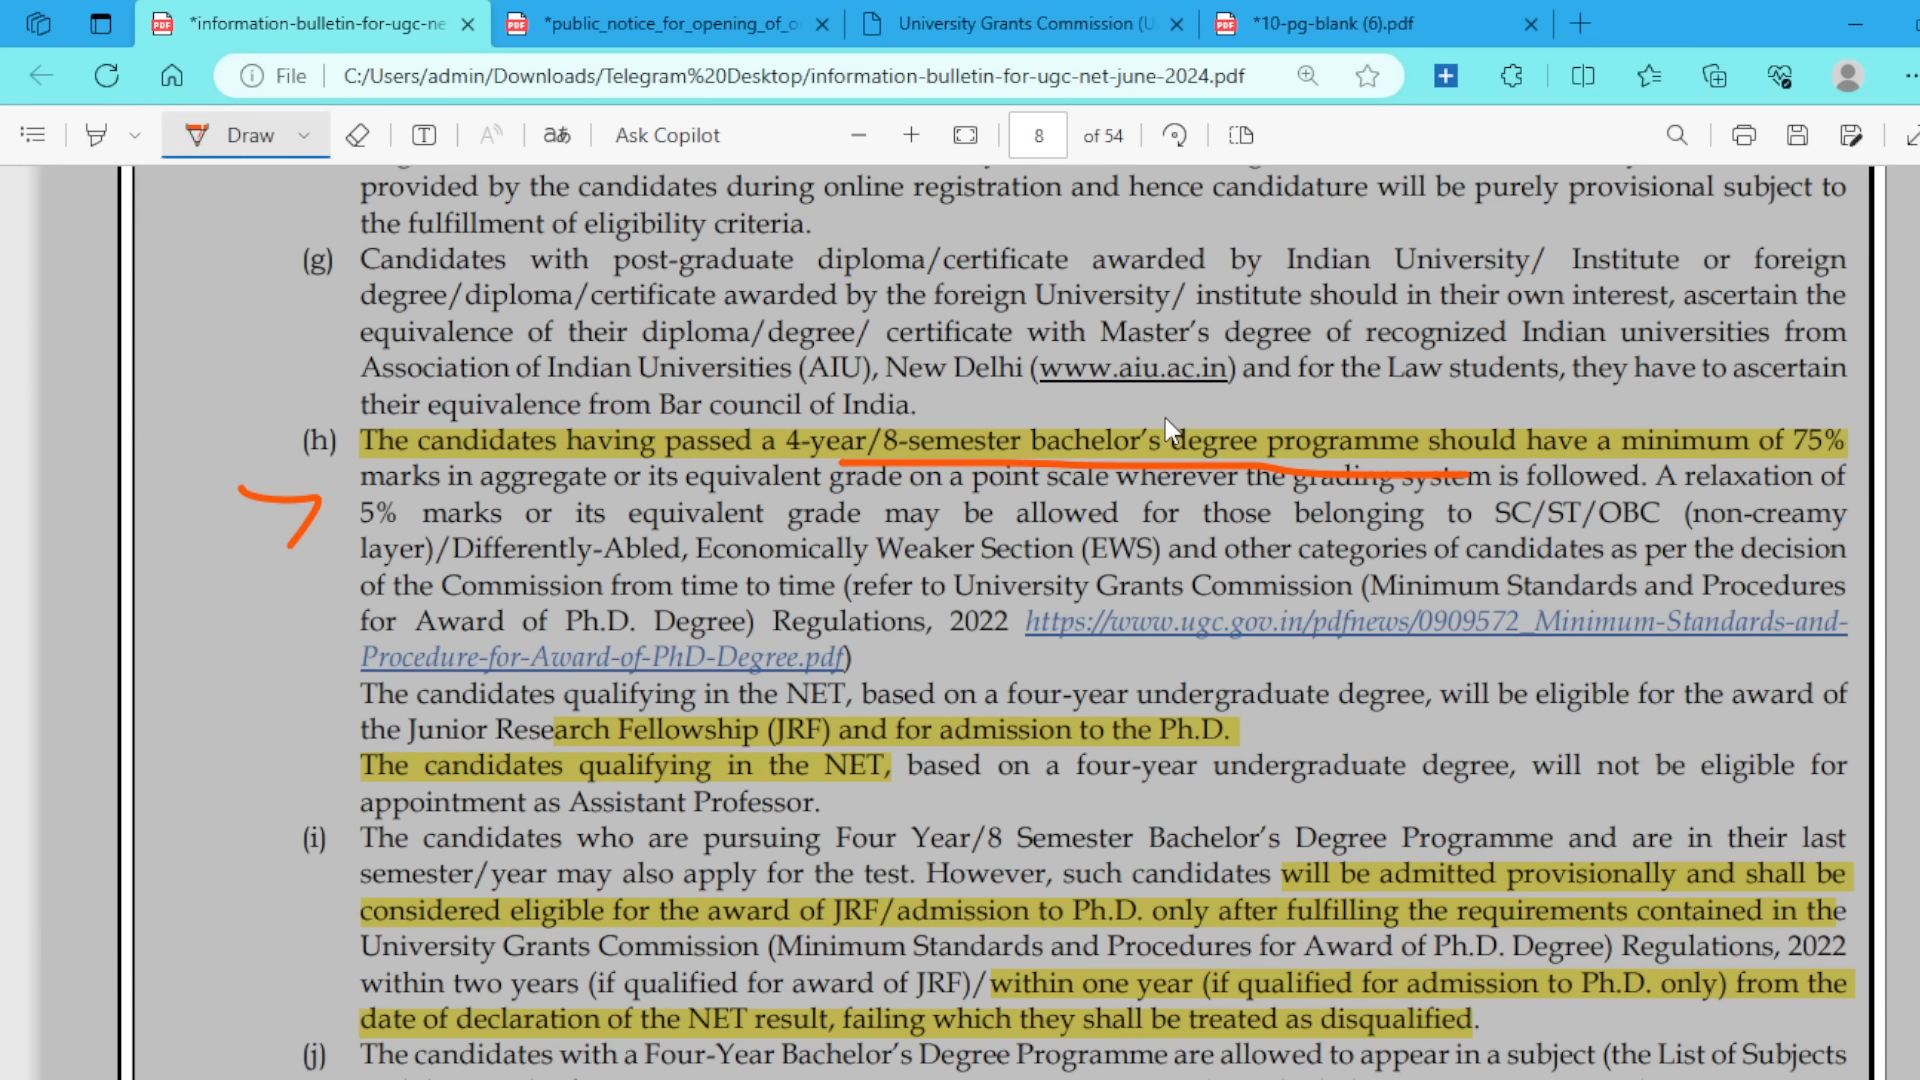 *information-bulletin-for-ugc-ne
*public_notice_for_opening_of_o
University Grants Commission (U
*10-pg-blank (6).pdf
File
C:/Users/admin/Downloads/Telegram%20Desktop/information-bulletin-for-ugc-net-june-2024.pdf
Draw
Ask Copilot
8
of 54
provided by the candidates during online registration and hence candidature will be purely provisional subject to
the fulfillment of eligibility criteria.
(g) Candidates with post-graduate diploma/certificate awarded by Indian University/ Institute or foreign
degree/diploma/certificate awarded by the foreign University/ institute should in their own interest, ascertain the
equivalence of their diploma/degree/ certificate with Master's degree of recognized Indian universities from
Association of Indian Universities (AIU), New Delhi (www.aiu.ac.in) and for the Law students, they have to ascertain
their equivalence from Bar council of India.
(h) The candidates having passed a 4-year/8-semester bachelor's degree programme should have a minimum of 75%
marks in aggregate or its equivalent grade on a point scale wherever the grading system is followed. A relaxation of
5% marks or its equivalent grade may be allowed for those belonging to SC/ST/OBC (non-creamy
layer)/Differently-Abled, Economically Weaker Section (EWS) and other categories of candidates as per the decision
of the Commission from time to time (refer to University Grants Commission (Minimum Standards and Procedures
for Award of Ph.D. Degree) Regulations, 2022 https://www.ugc.gov.in/pdfnews/0909572_Minimum-Standards-and-
Procedure-for-Award-of-PhD-Degree.pdf)
The candidates qualifying in the NET, based on a four-year undergraduate degree, will be eligible for the award of
the Junior Research Fellowship (JRF) and for admission to the Ph.D.
The candidates qualifying in the NET, based on a four-year undergraduate degree, will not be eligible for
appointment as Assistant Professor.
(i) The candidates who are pursuing Four Year/8 Semester Bachelor's Degree Programme and are in their last
semester/year may also apply for the test. However, such candidates will be admitted provisionally and shall be
considered eligible for the award of JRF/admission to Ph.D. only after fulfilling the requirements contained in the
University Grants Commission (Minimum Standards and Procedures for Award of Ph.D. Degree) Regulations, 2022
within two years (if qualified for award of JRF)/within one year (if qualified for admission to Ph.D. only) from the
date of declaration of the NET result, failing which they shall be treated as disqualified.
(j) The candidates with a Four-Year Bachelor's Degree Programme are allowed to appear in a subject (the List of Subjects